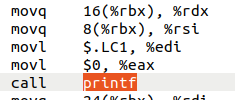 movq 16(%rbx), %rdx
movq 8(%rbx), %rsi
movl $.LC1, %edi
movl $0, %eax
call printf